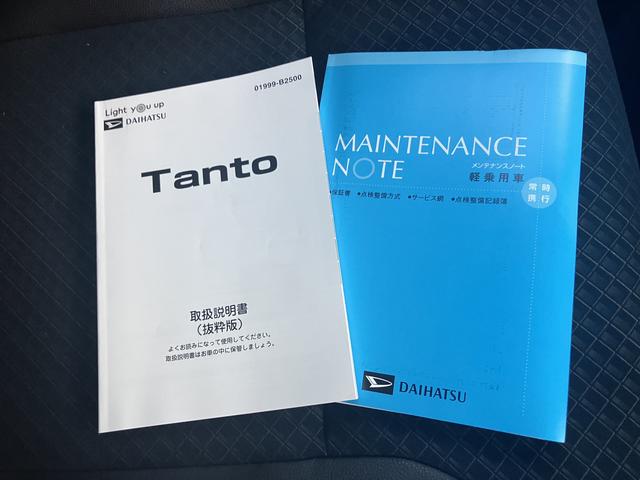 01999-B2500
Light you up
DAIHATSU
Tanto
取扱説明書
（抜粋版）
よくお読みになって使用してください。
取扱説明書はお車の中に保管しましょう。
MAINTENANCE
NOTE
メンテナンスノート
軽乗用車
常時
携行
保証書 ●点検整備方式 ●サービス網 ●点検整備記録簿
DAIHATSU